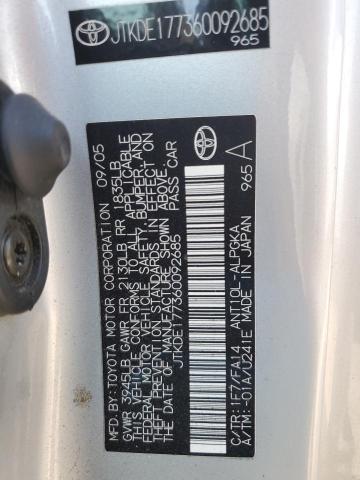 JTKDE177360092685
965
MFD. BY: TOYOTA MOTOR CORPORATION 09/05
GVWR 3945LB GAWR FR 2130LB RR 1835LB
THIS VEHICLE CONFORMS TO ALL APPLICABLE
FEDERAL MOTOR VEHICLE SAFETY, BUMPER, AND
THEFT PREVENTION STANDARDS IN EFFECT ON
THE DATE OF MANUFACTURE SHOWN ABOVE.
JTKDE177360092685 PASS CAR
C/TR: 1F7/FA14 ANT10L-ALPGKA
A/TM: -01A/U241E MADE IN JAPAN
965 A